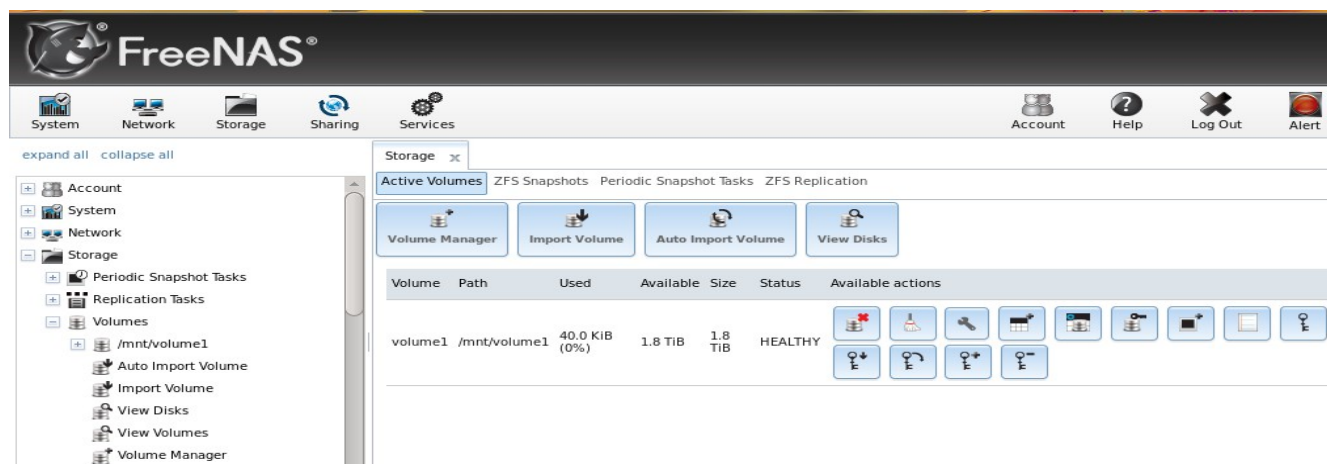 FreeNAS®
System Network Storage Sharing Services Account Help Log Out Alert
expand all collapse all
Account
System
Network
Storage
Periodic Snapshot Tasks
Replication Tasks
Volumes
/mnt/volume1
Auto Import Volume
Import Volume
View Disks
View Volumes
Volume Manager
Storage x
Active Volumes ZFS Snapshots Periodic Snapshot Tasks ZFS Replication
Volume Manager Import Volume Auto Import Volume View Disks
Volume Path Used Available Size Status Available actions
volume1 /mnt/volume1 40.0 KiB (0%) 1.8 TiB 1.8 TiB HEALTHY